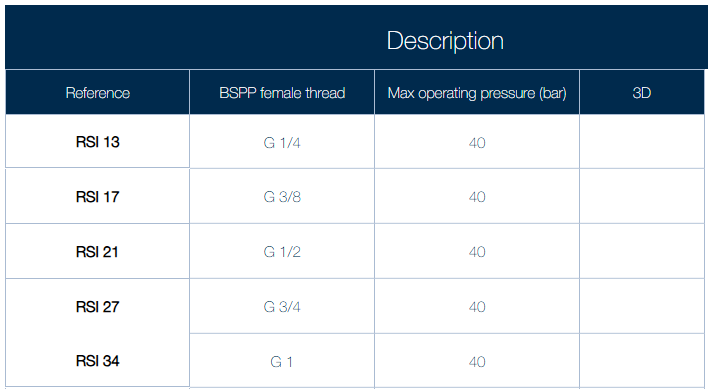 Description
Reference BSPP female thread Max operating pressure (bar) 3D
RSI 13 G 1/4 40
RSI 17 G 3/8 40
RSI 21 G 1/2 40
RSI 27 G 3/4 40
RSI 34 G 1 40